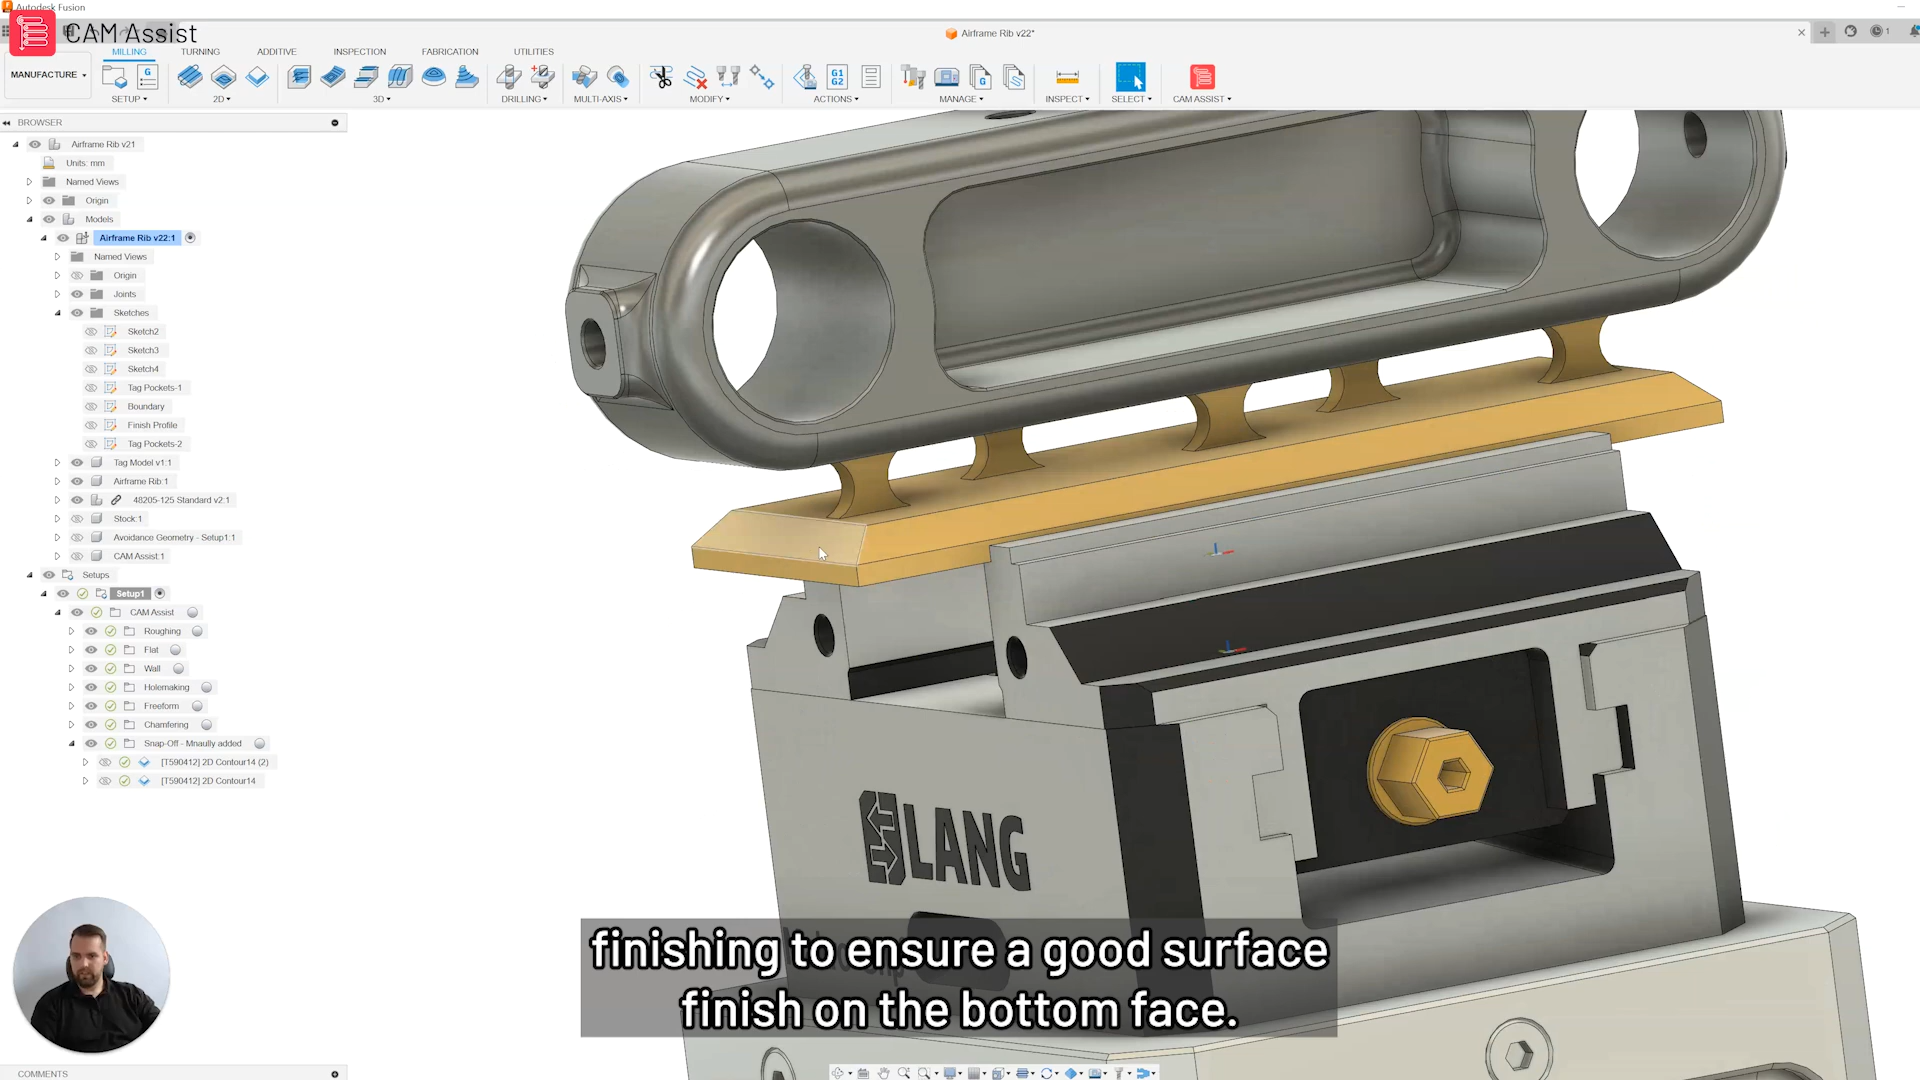 Autodesk Fusion
CAM Assist
Airframe Rib v22*
1
MILLING
TURNING
ADDITIVE
INSPECTION
FABRICATION
UTILITIES
MANUFACTURE
G
G1
G2
G
SETUP
2D
3D
DRILLING
MULTI-AXIS
MODIFY
ACTIONS
MANAGE
INSPECT
SELECT
CAM ASSIST
BROWSER
Airframe Rib v21
Units: mm
Named Views
Origin
Models
Airframe Rib v22:1
Named Views
Origin
Joints
Sketches
Sketch2
Sketch3
Sketch4
Tag Pockets-1
Boundary
Finish Profile
Tag Pockets-2
Tag Model v1:1
Airframe Rib:1
48205-125 Standard v2:1
Stock:1
Avoidance Geometry - Setup1:1
CAM Assist:1
Setups
Setup1
CAM Assist
Roughing
Flat
Wall
Holemaking
Freeform
Chamfering
Snap-Off - Mnaully added
[T590412] 2D Contour14 (2)
[T590412] 2D Contour14
LANG
finishing to ensure a good surface
finish on the bottom face.
COMMENTS